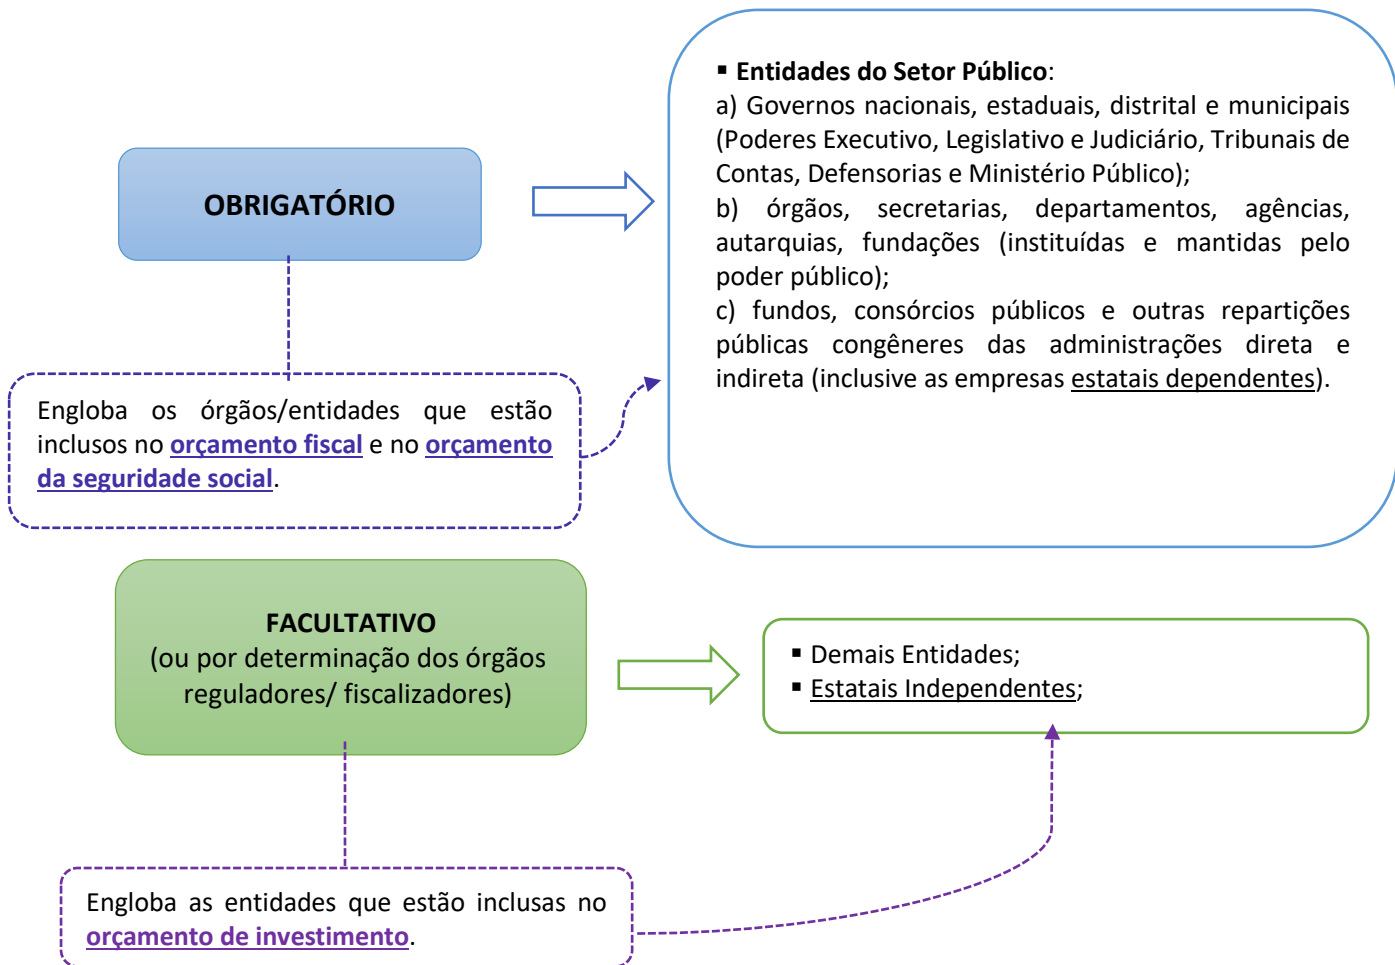 ▪ Entidades do Setor Público:
a) Governos nacionais, estaduais, distrital e municipais
(Poderes Executivo, Legislativo e Judiciário, Tribunais de
Contas, Defensorias e Ministério Público);
b) órgãos, secretarias, departamentos, agências,
autarquias, fundações (instituídas e mantidas pelo
poder público);
c) fundos, consórcios públicos e outras repartições
públicas congêneres das administrações direta e
indireta (inclusive as empresas estatais dependentes).
OBRIGATÓRIO
Engloba os órgãos/entidades que estão
inclusos no orçamento fiscal e no orçamento
da seguridade social.
FACULTATIVO
(ou por determinação dos órgãos
reguladores/ fiscalizadores)
▪ Demais Entidades;
▪ Estatais Independentes;
Engloba as entidades que estão inclusas no
orçamento de investimento.